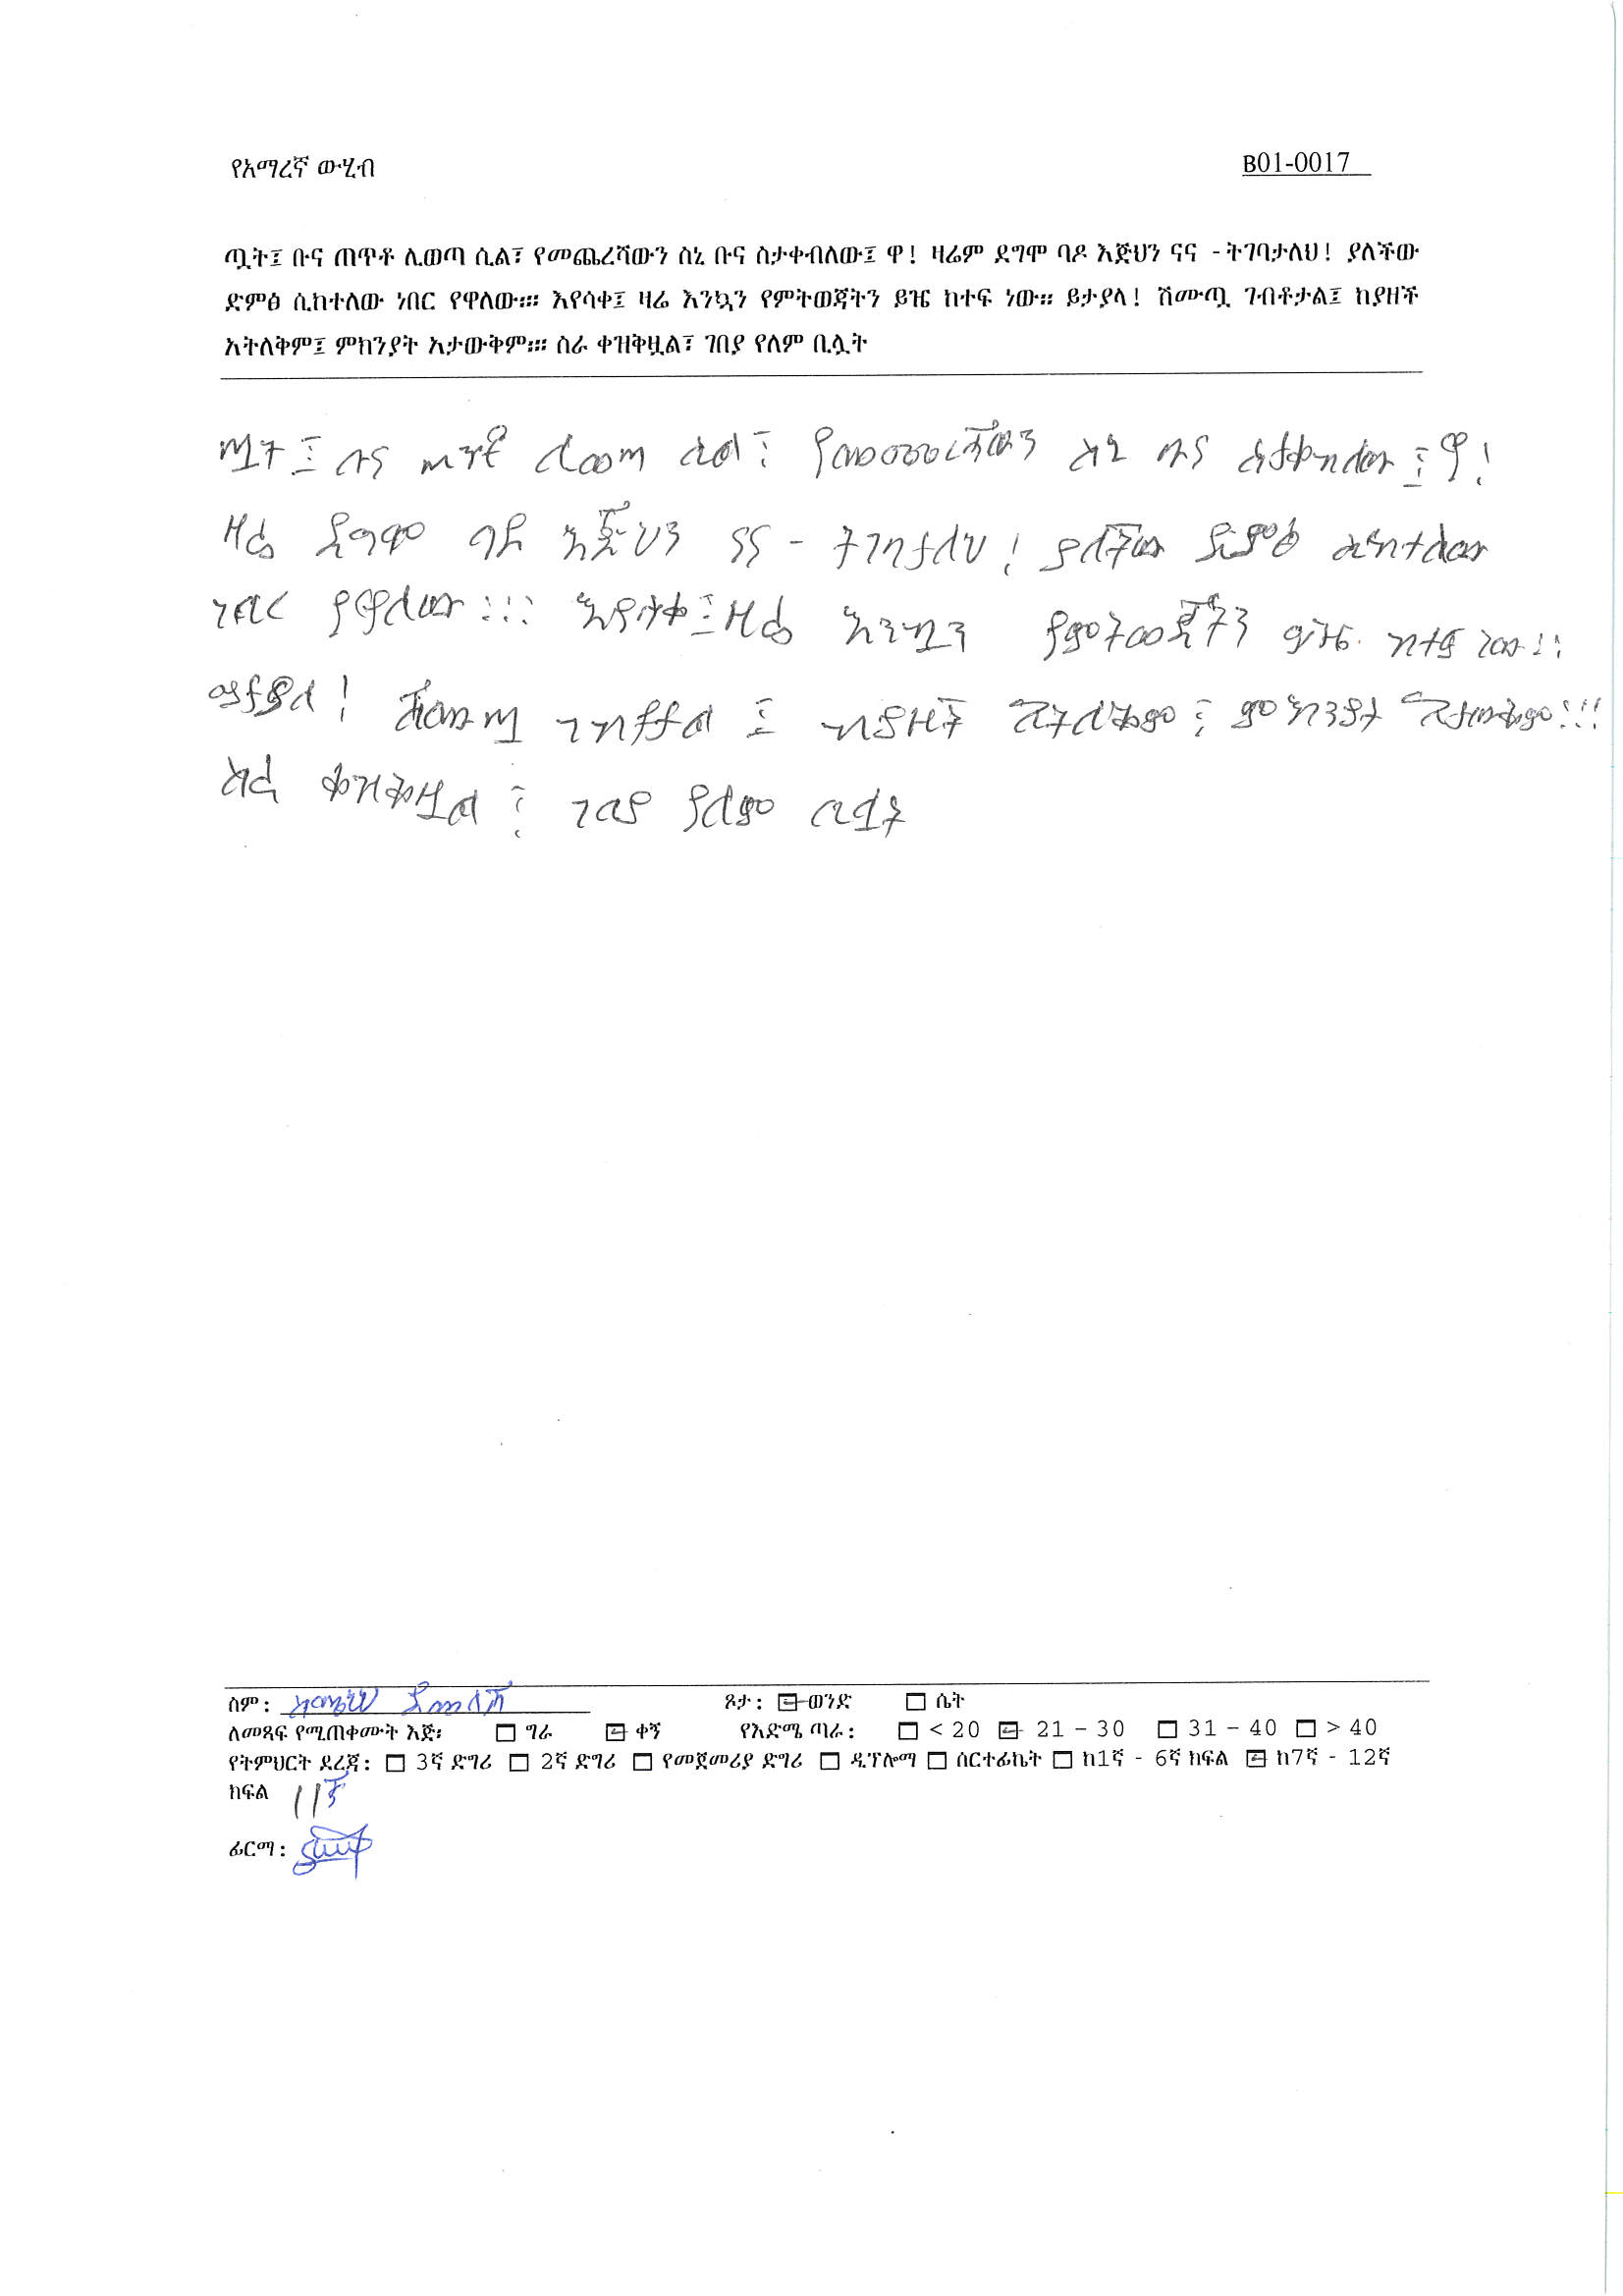 የአማረኛ ውሂብ B01-0017
ጧት፤ ቡና ጠጥቶ ሊወጣ ሲል፣ የመጨረሻውን ስኒ ቡና ስታቀብለው፤ ዋ! ዛሬም ደግሞ ባዶ እጅህን ናና - ትገባታለህ! ያለችው
ድምፅ ሲከተለው ነበር የዋለው፡፡፡ እየሳቀ፤ ዛሬ እንኳን የምትወጃትን ይዤ ከተፍ ነው፡፡ ይታያላ! ሽሙጧ ገብቶታል፤ ከያዘች
አትለቅም፤ ምክንያት አታውቅም፡፡፡ ስራ ቀዝቅዟል፣ ገበያ የለም ቢሏት
ጧት፤ ቡና ጠጥቶ ሊወጣ ሲል፣ የመጨረሻውን ስኒ ቡና ስታቀብለው፤ ዋ!
ዛሬ ደግሞ ባዶ እጅህን ናና - ትገባታለህ! ያለችው ድምፅ ሲከተለው
ነበር የዋለው፡፡፡ እየሳቀ፤ ዛሬ እንኳን የምትወጃትን ይዤ ከተፍ ነው፡፡
ይታያላ! ሽሙጧ ገብቶታል፤ ከያዘች አትለቅም፤ ምክንያት አታውቅም፡፡፡
ስራ ቀዝቅዟል፣ ገበያ የለም ቢሏት
ስም: ጾታ: ወንድ ሴት
ለመጻፍ የሚጠቀሙት እጅ፡ ግራ ቀኝ የእድሜ ጣራ: < 20 21 - 30 31 - 40 > 40
የትምህርት ደረጃ: 3ኛ ድግሪ 2ኛ ድግሪ የመጀመሪያ ድግሪ ዲፕሎማ ሰርተፊኬት ከ1ኛ - 6ኛ ክፍል ከ7ኛ - 12ኛ
ክፍል 11ኛ
ፊርማ: